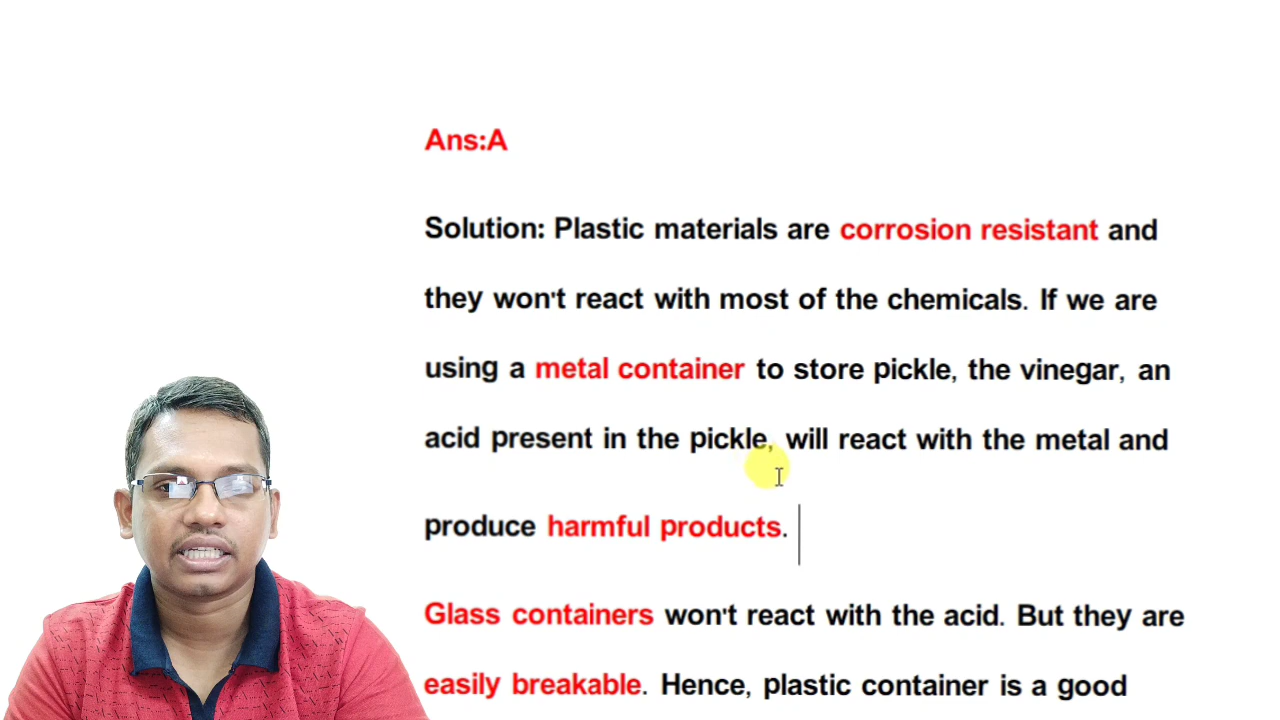 Ans:A
Solution: Plastic materials are corrosion resistant and
they won't react with most of the chemicals. If we are
using a metal container to store pickle, the vinegar, an
acid present in the pickle, will react with the metal and
produce harmful products.
Glass containers won't react with the acid. But they are
easily breakable. Hence, plastic container is a good